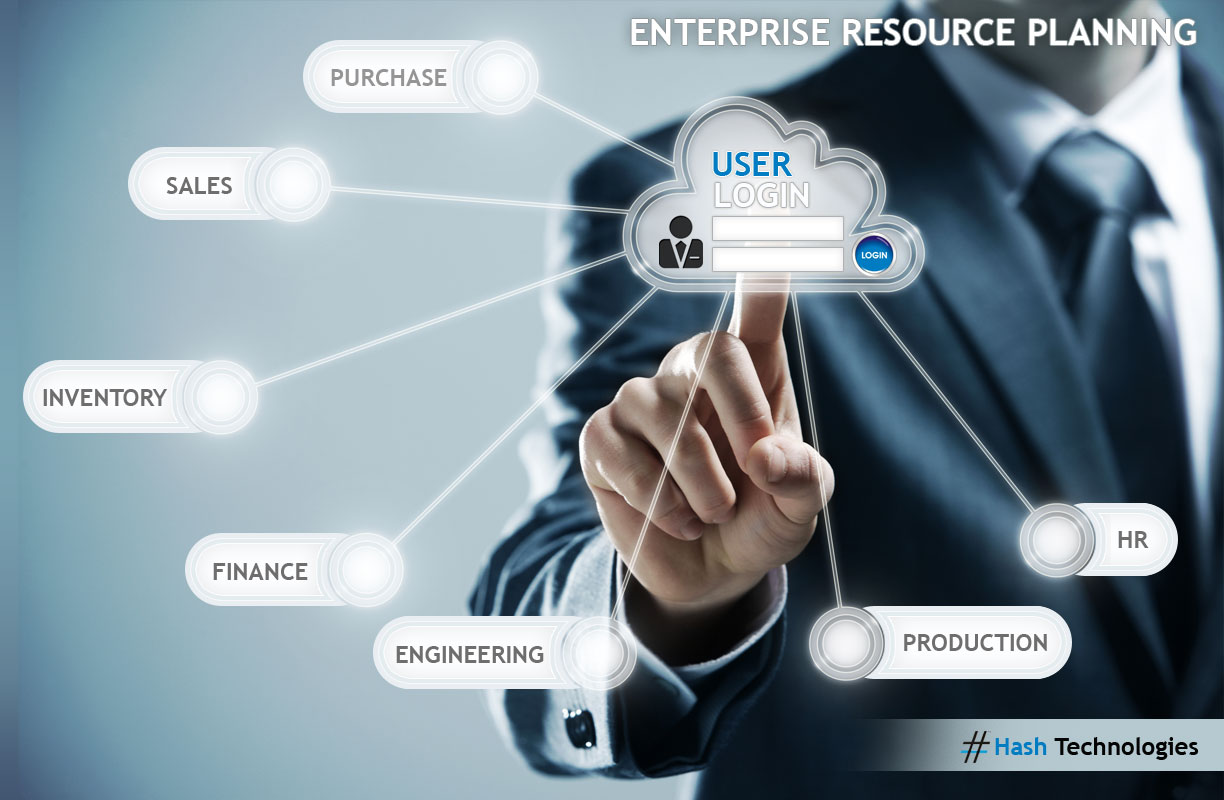 ENTERPRISE RESOURCE PLANNING
PURCHASE
SALES
USER
LOGIN
LOGIN
INVENTORY
FINANCE
HR
ENGINEERING
PRODUCTION
# Hash Technologies